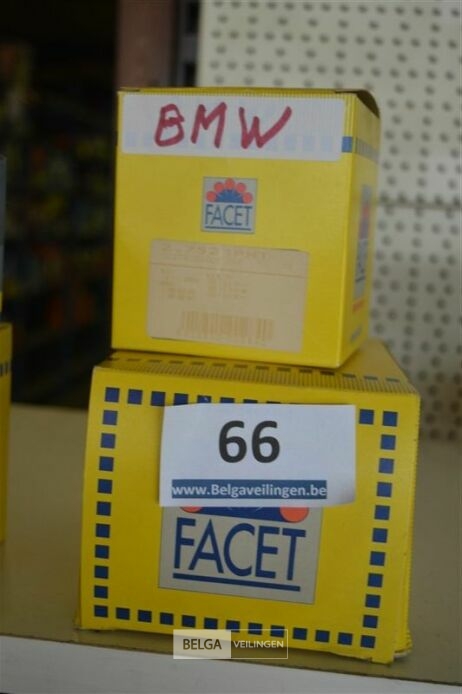 BMW
FACET
66
www.Belgaveilingen.be
FACET
BELGA VEILINGEN